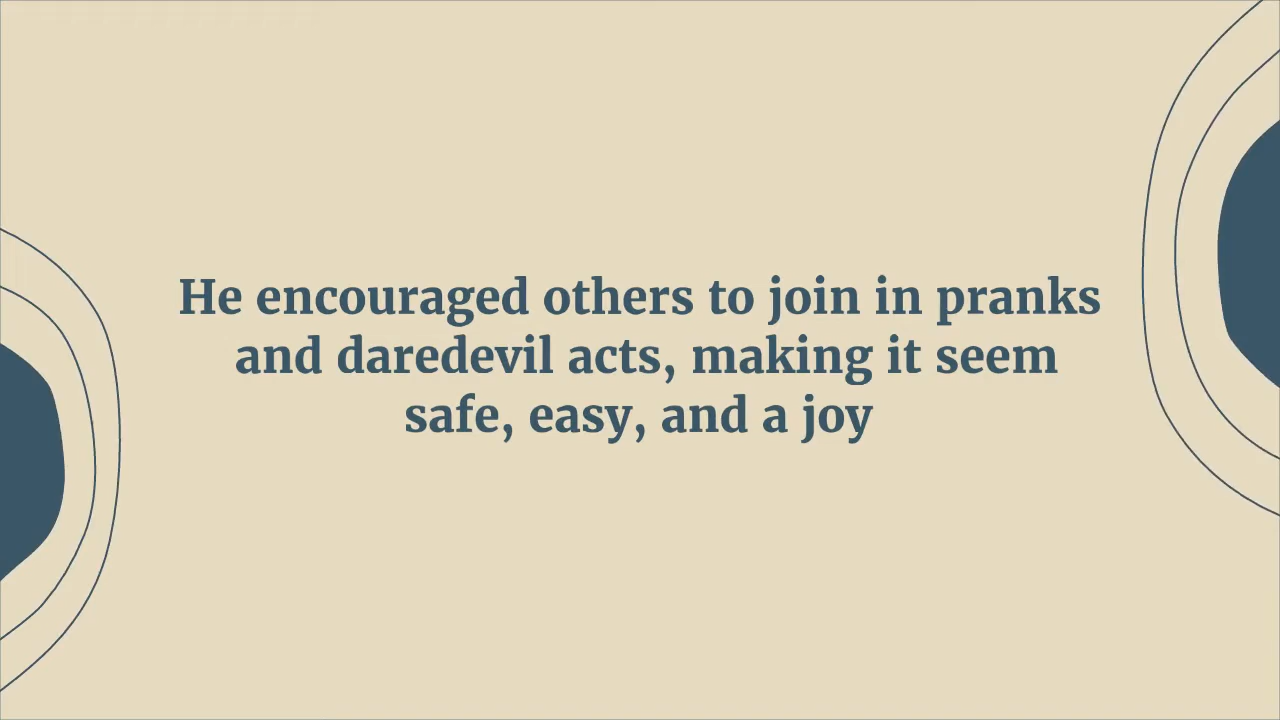 He encouraged others to join in pranks
and daredevil acts, making it seem
safe, easy, and a joy